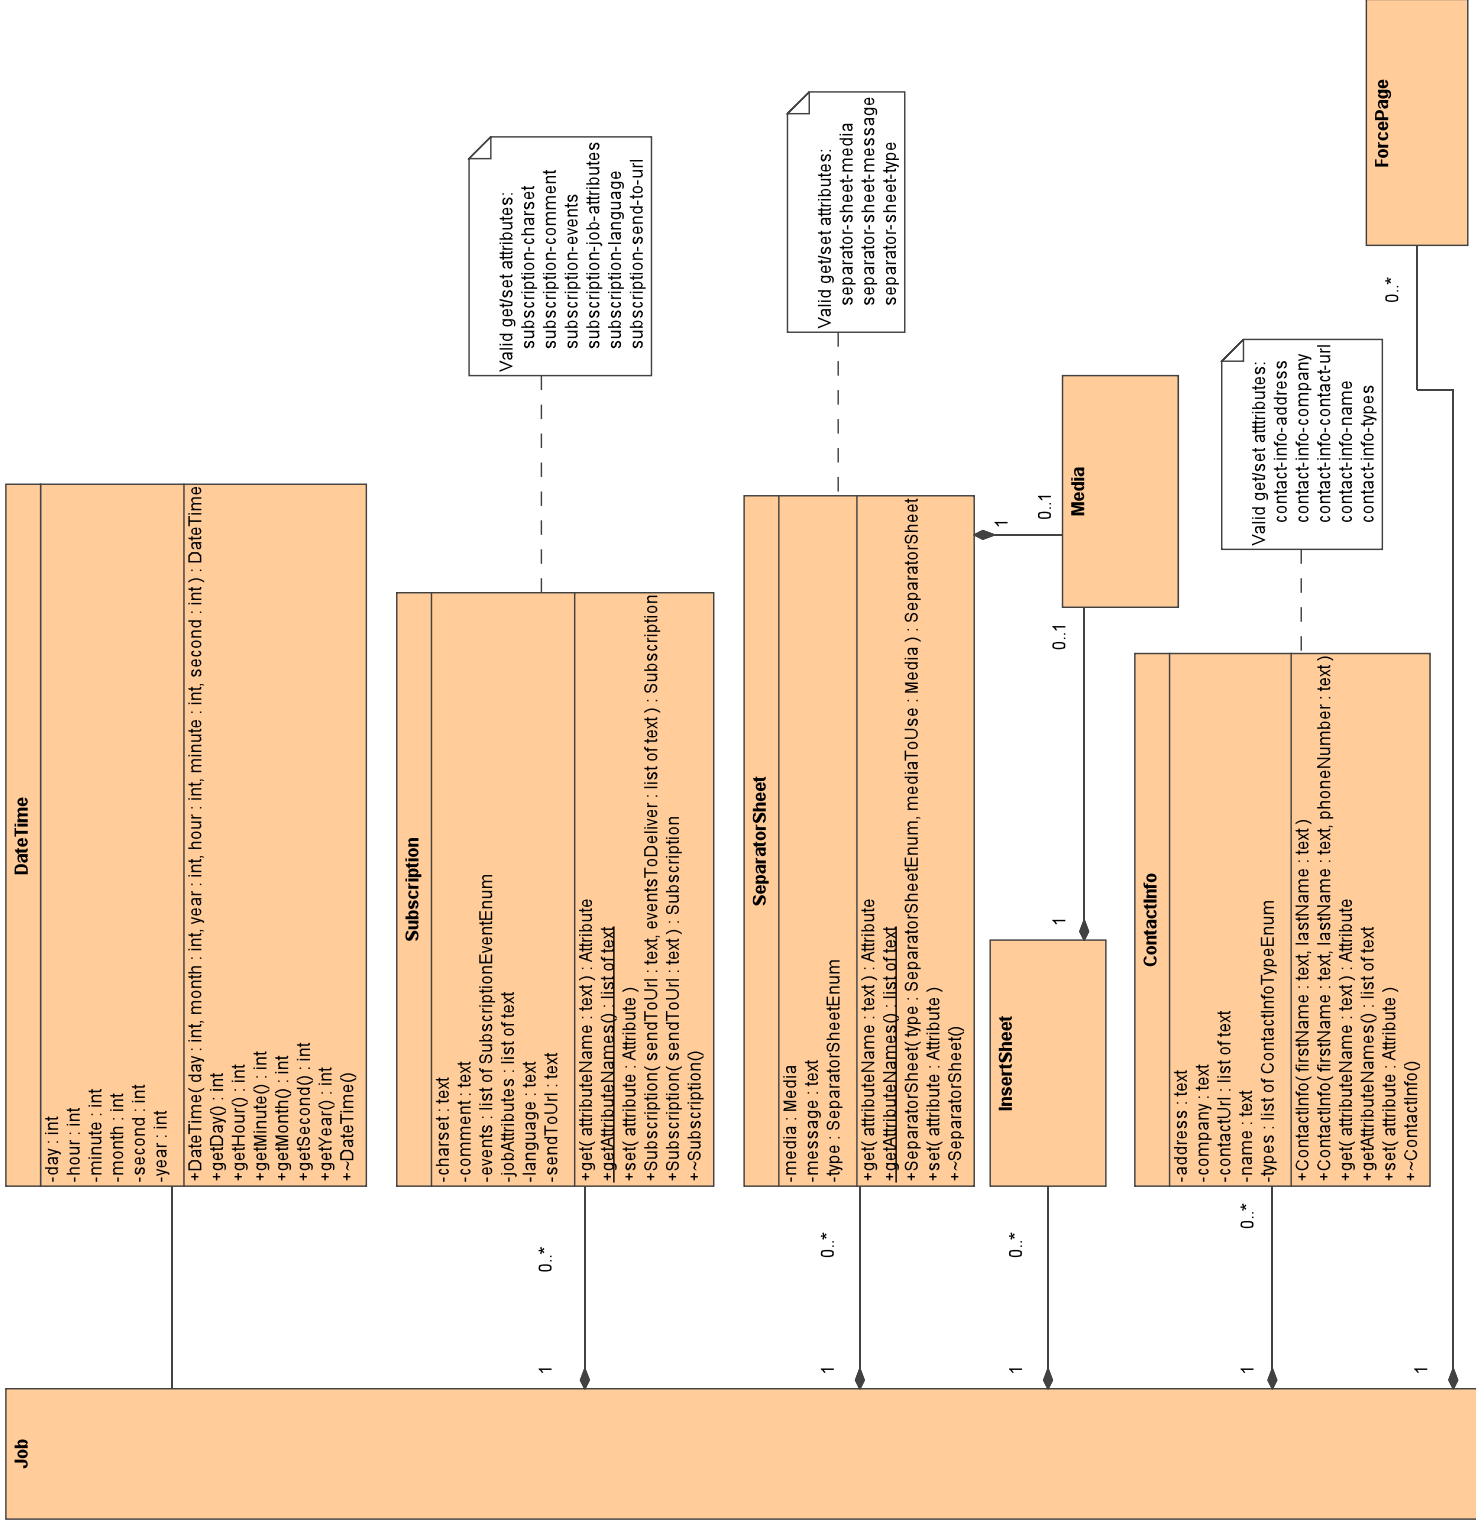 Job
DateTime
-day : int
-hour : int
-minute : int
-month : int
-second : int
-year : int
+DateTime( day : int, month : int, year : int, hour : int, minute : int, second : int ) : DateTime
+getDay() : int
+getHour() : int
+getMinute() : int
+getMonth() : int
+getSecond() : int
+getYear() : int
+~DateTime()
Subscription
-charset : text
-comment : text
-events : list of SubscriptionEventEnum
-jobAttributes : list of text
-language : text
-sendToUrl : text
+get( attributeName : text ) : Attribute
+getAttributeNames() : list of text
+set( attribute : Attribute )
+Subscription( sendToUrl : text, eventsToDeliver : list of text ) : Subscription
+Subscription( sendToUrl : text ) : Subscription
+~Subscription()
1
0..*
Valid get/set attributes:
subscription-charset
subscription-comment
subscription-events
subscription-job-attributes
subscription-language
subscription-send-to-url
SeparatorSheet
-media : Media
-message : text
-type : SeparatorSheetEnum
+get( attributeName : text ) : Attribute
+getAttributeNames() : list of text
+SeparatorSheet( type : SeparatorSheetEnum, mediaToUse : Media ) : SeparatorSheet
+set( attribute : Attribute )
+~SeparatorSheet()
1
0..*
Valid get/set attributes:
separator-sheet-media
separator-sheet-message
separator-sheet-type
InsertSheet
1
0..*
1
0..1
1
0..1
Media
ContactInfo
-address : text
-company : text
-contactUrl : list of text
-name : text
-types : list of ContactInfoTypeEnum
+ContactInfo( firstName : text, lastName : text )
+ContactInfo( firstName : text, lastName : text, phoneNumber : text )
+get( attributeName : text ) : Attribute
+getAttributeNames() : list of text
+set( attribute : Attribute )
+~ContactInfo()
1
0..*
Valid get/set atttributes:
contact-info-address
contact-info-company
contact-info-contact-url
contact-info-name
contact-info-types
1
0..*
ForcePage